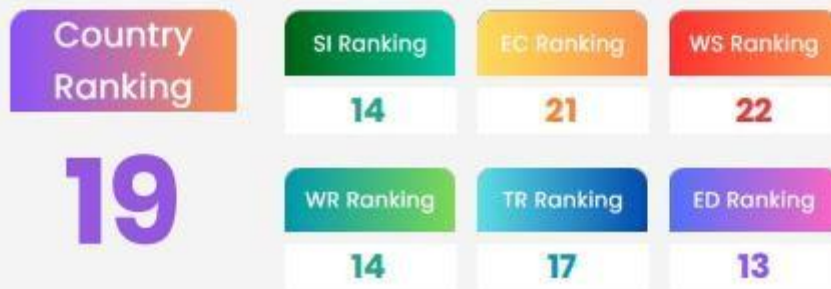 Country
Ranking
19
SI Ranking
14
EC Ranking
21
WS Ranking
22
WR Ranking
14
TR Ranking
17
ED Ranking
13